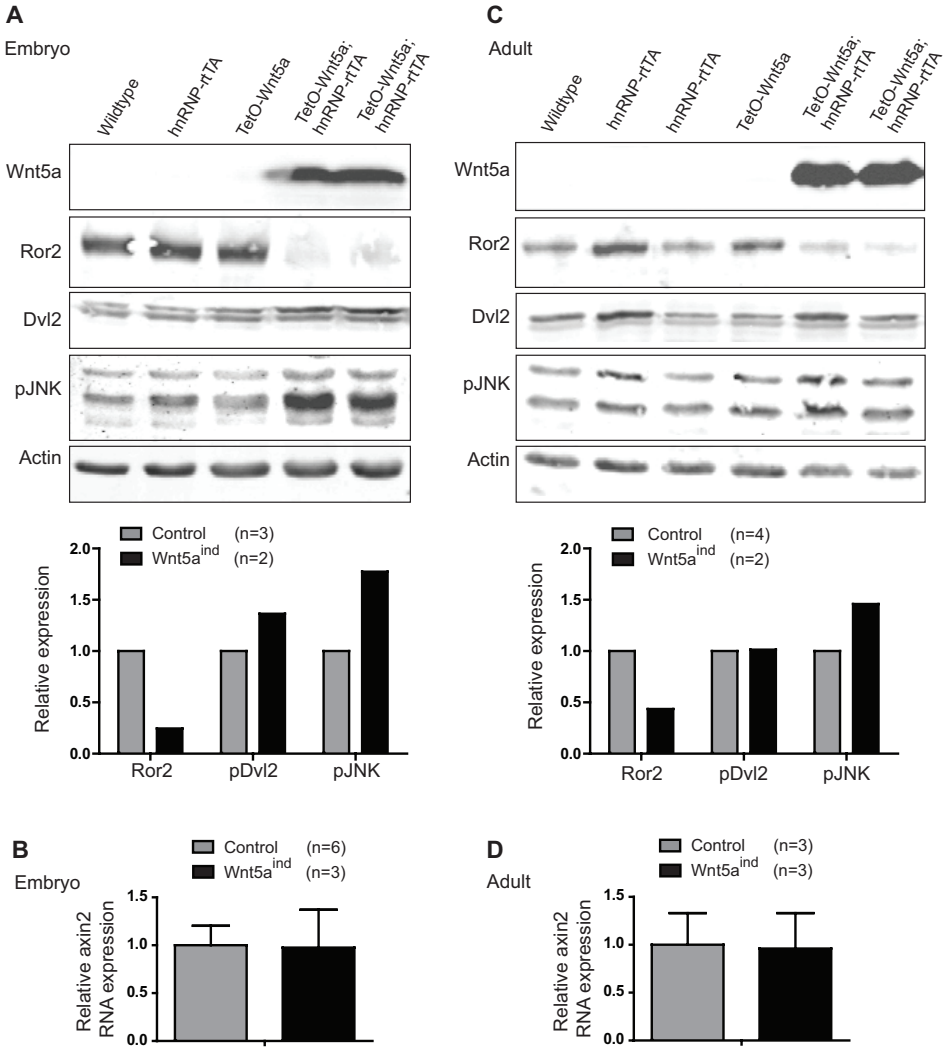 A
Embryo
Wildtype
hnRNP-rtTA
TetO-Wnt5a
TetO-Wnt5a;
hnRNP-rtTA
TetO-Wnt5a;
hnRNP-rtTA
Wnt5a
Ror2
Dvl2
pJNK
Actin
Control (n=3)
Wnt5a^ind (n=2)
Relative expression
2.0
1.5
1.0
0.5
0.0
Ror2 pDvl2 pJNK
C
Adult
Wildtype
hnRNP-rtTA
hnRNP-rtTA
TetO-Wnt5a
TetO-Wnt5a;
hnRNP-rtTA
TetO-Wnt5a;
hnRNP-rtTA
Wnt5a
Ror2
Dvl2
pJNK
Actin
Control (n=4)
Wnt5a^ind (n=2)
Relative expression
2.0
1.5
1.0
0.5
0.0
Ror2 pDvl2 pJNK
B
Embryo
Control (n=6)
Wnt5a^ind (n=3)
Relative axin2
RNA expression
1.5
1.0
0.5
0.0
D
Adult
Control (n=3)
Wnt5a^ind (n=3)
Relative axin2
RNA expression
1.5
1.0
0.5
0.0